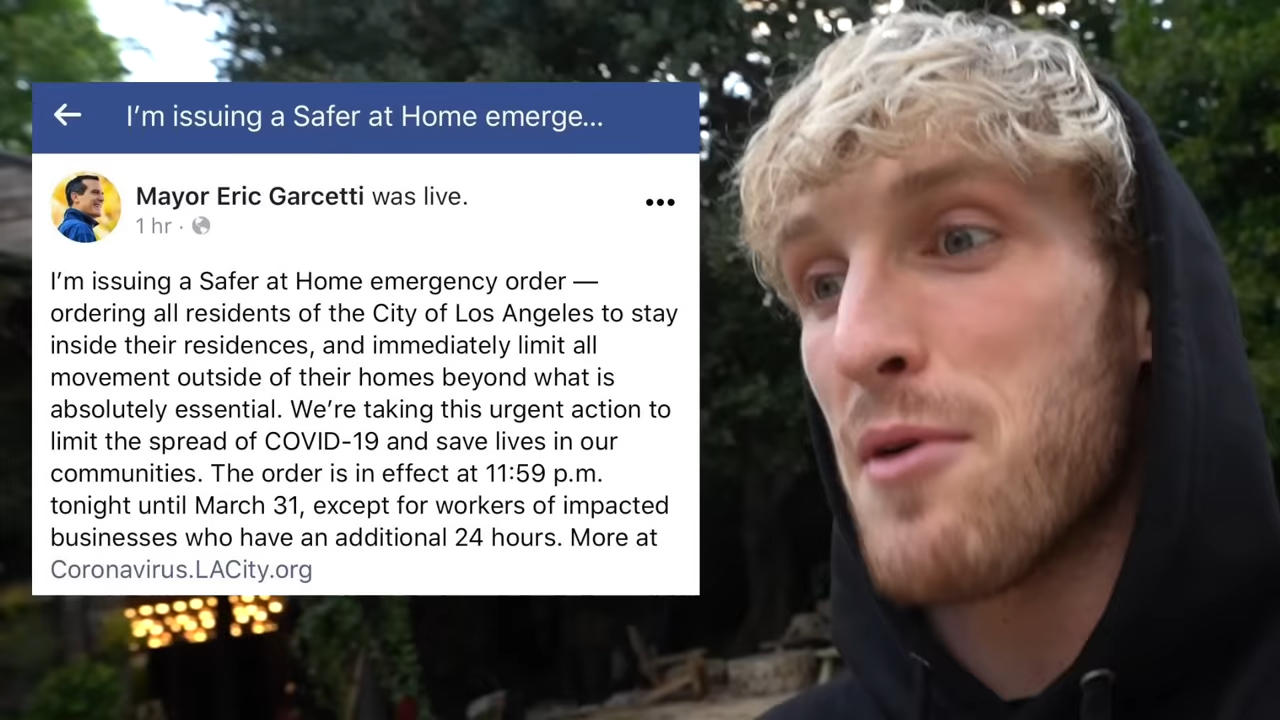 I’m issuing a Safer at Home emerge...
Mayor Eric Garcetti was live.
1 hr ·
I’m issuing a Safer at Home emergency order —
ordering all residents of the City of Los Angeles to stay
inside their residences, and immediately limit all
movement outside of their homes beyond what is
absolutely essential. We’re taking this urgent action to
limit the spread of COVID-19 and save lives in our
communities. The order is in effect at 11:59 p.m.
tonight until March 31, except for workers of impacted
businesses who have an additional 24 hours. More at
Coronavirus.LACity.org